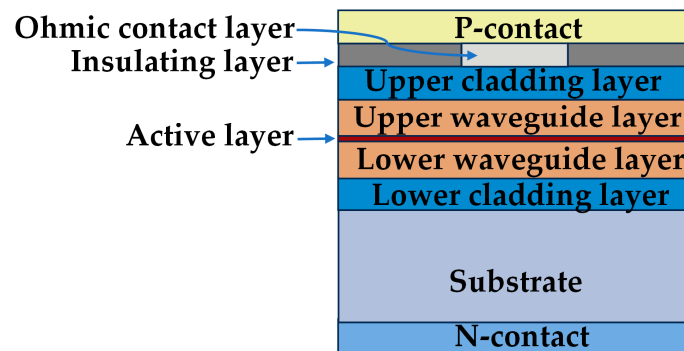 Ohmic contact layer
P-contact
Insulating layer
Upper cladding layer
Upper waveguide layer
Active layer
Lower waveguide layer
Lower cladding layer
Substrate
N-contact